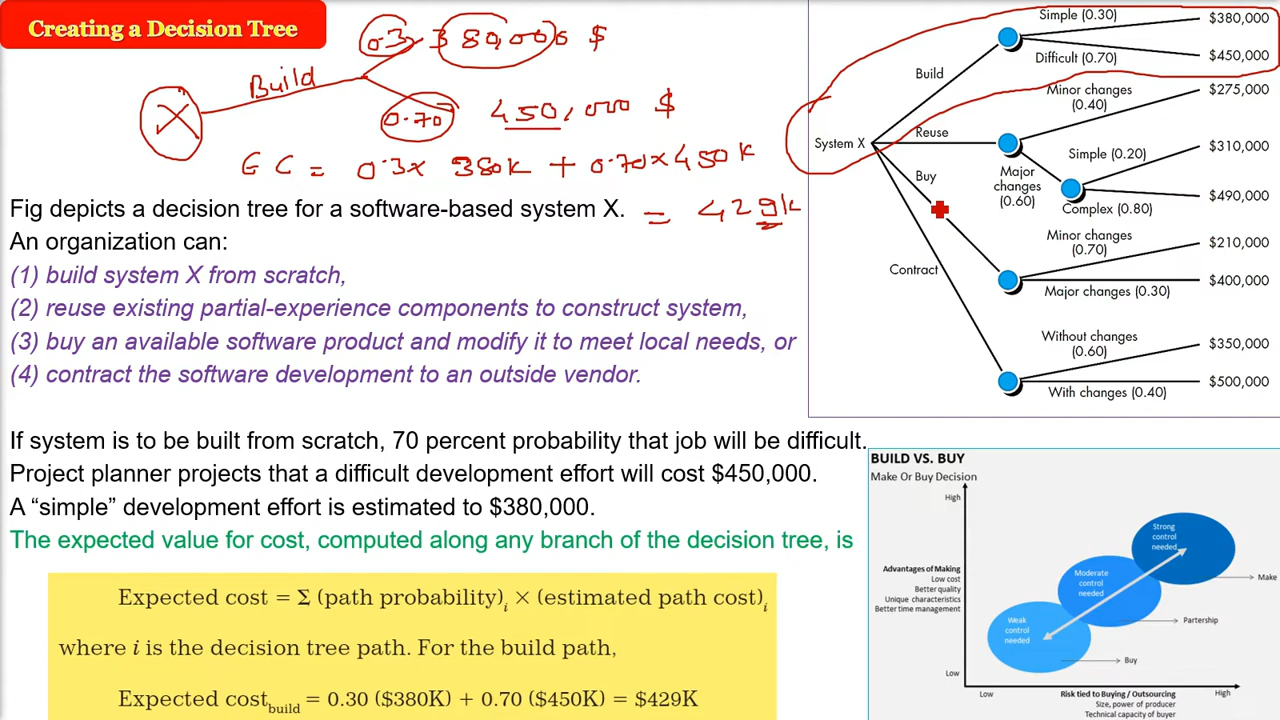 Creating a Decision Tree
0.3 380,000 $
Build
X
0.70 450,000 $
EC = 0.3x 380K + 0.70x450K
= 429K
Fig depicts a decision tree for a software-based system X.
An organization can:
(1) build system X from scratch,
(2) reuse existing partial-experience components to construct system,
(3) buy an available software product and modify it to meet local needs, or
(4) contract the software development to an outside vendor.
If system is to be built from scratch, 70 percent probability that job will be difficult.
Project planner projects that a difficult development effort will cost $450,000.
A “simple” development effort is estimated to $380,000.
The expected value for cost, computed along any branch of the decision tree, is
Expected cost = Σ (path probability)i × (estimated path cost)i
where i is the decision tree path. For the build path,
Expected costbuild = 0.30 ($380K) + 0.70 ($450K) = $429K
System X
Build
Simple (0.30)
$380,000
Difficult (0.70)
$450,000
Reuse
Minor changes
(0.40)
$275,000
Major
changes
(0.60)
Simple (0.20)
$310,000
Complex (0.80)
$490,000
Buy
Minor changes
(0.70)
$210,000
Major changes (0.30)
$400,000
Contract
Without changes
(0.60)
$350,000
With changes (0.40)
$500,000
BUILD VS. BUY
Make Or Buy Decision
High
Advantages of Making
Low cost
Better quality
Unique characteristics
Better time management
Low
Strong
control
needed
Moderate
control
needed
Weak
control
needed
Make
Partership
Buy
Low
Risk tied to Buying / Outsourcing
High
Size, power of producer
Technical capacity of buyer